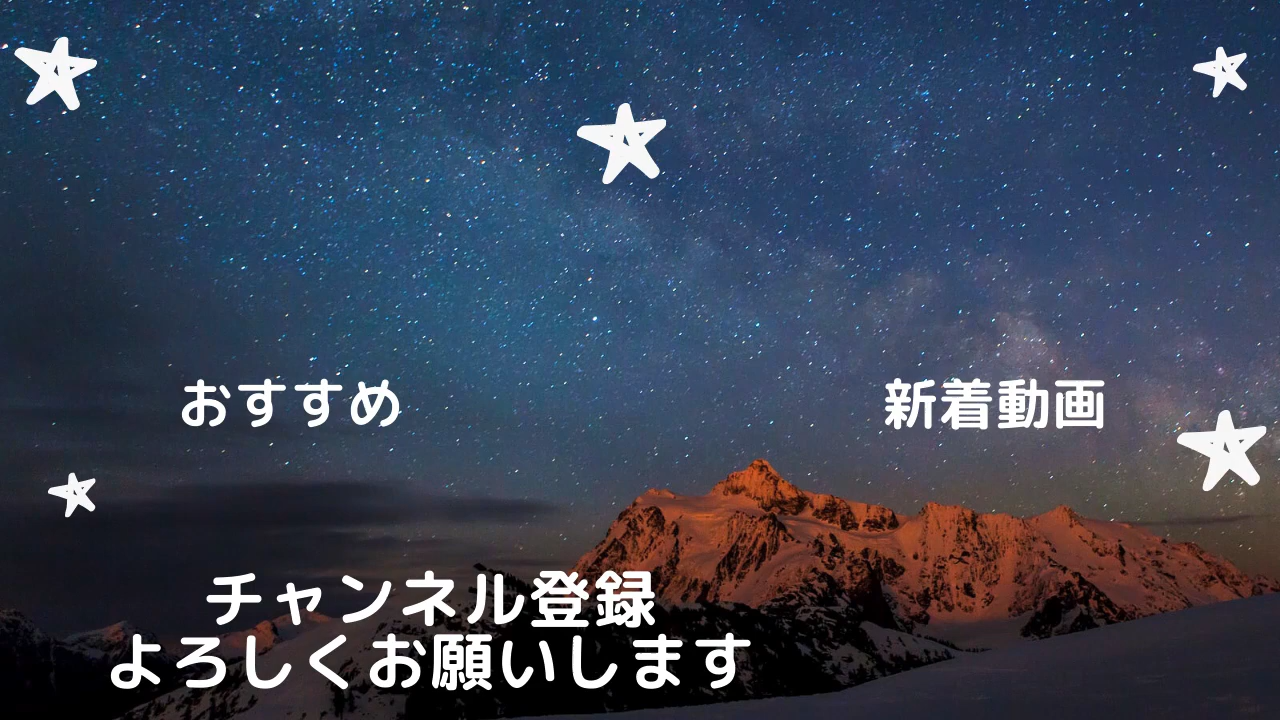 おすすめ
新着動画
チャンネル登録
よろしくお願いします